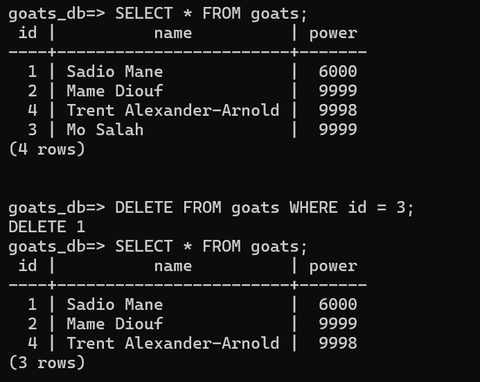 goats_db=> SELECT * FROM goats;
 id |          name          | power
----+------------------------+-------
  1 | Sadio Mane             |  6000
  2 | Mame Diouf             |  9999
  4 | Trent Alexander-Arnold |  9998
  3 | Mo Salah               |  9999
(4 rows)
goats_db=> DELETE FROM goats WHERE id = 3;
DELETE 1
goats_db=> SELECT * FROM goats;
 id |          name          | power
----+------------------------+-------
  1 | Sadio Mane             |  6000
  2 | Mame Diouf             |  9999
  4 | Trent Alexander-Arnold |  9998
(3 rows)